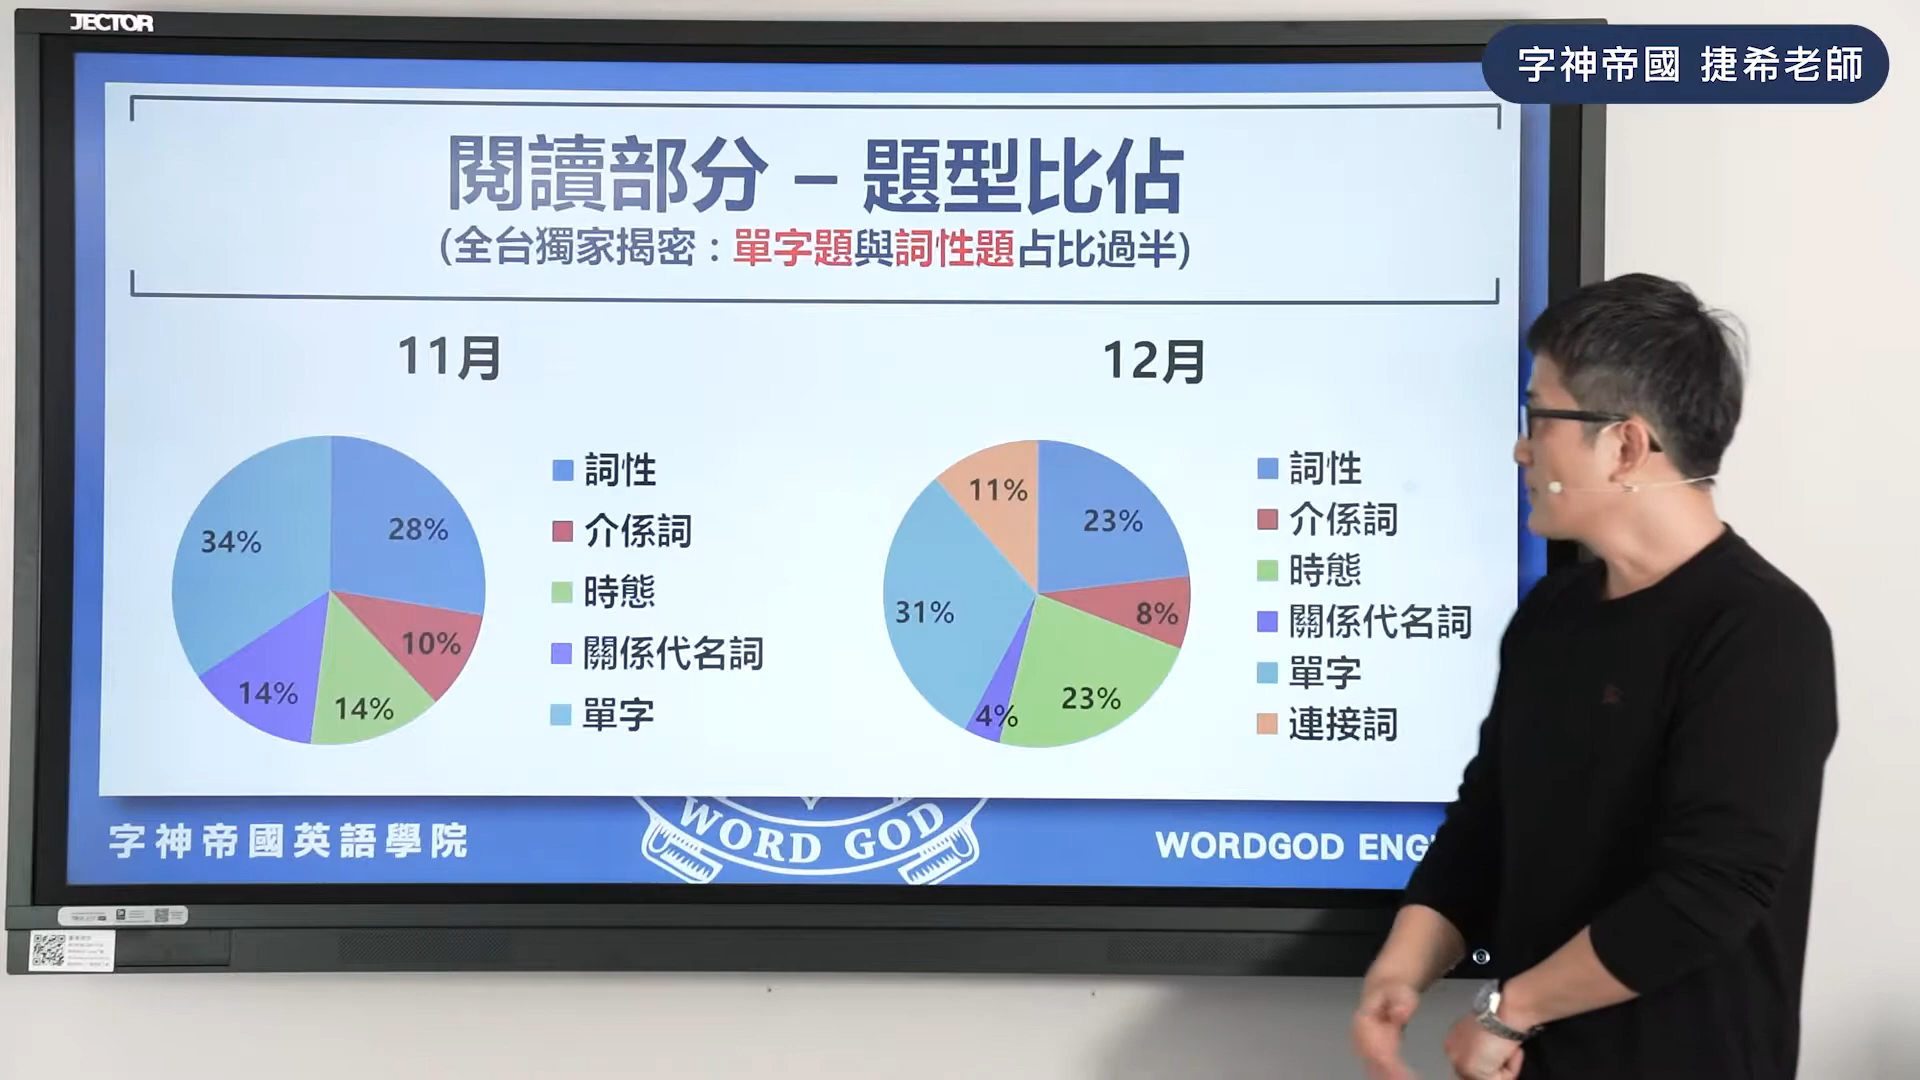 JECTOR
字神帝國 捷希老師
閱讀部分 – 題型比佔
(全台獨家揭密：單字題與詞性題占比過半)
11月
34%
28%
10%
14%
14%
詞性
介係詞
時態
關係代名詞
單字
12月
11%
23%
31%
8%
4%
23%
詞性
介係詞
時態
關係代名詞
單字
連接詞
字神帝國英語學院
WORD GOD
WORDGOD ENG